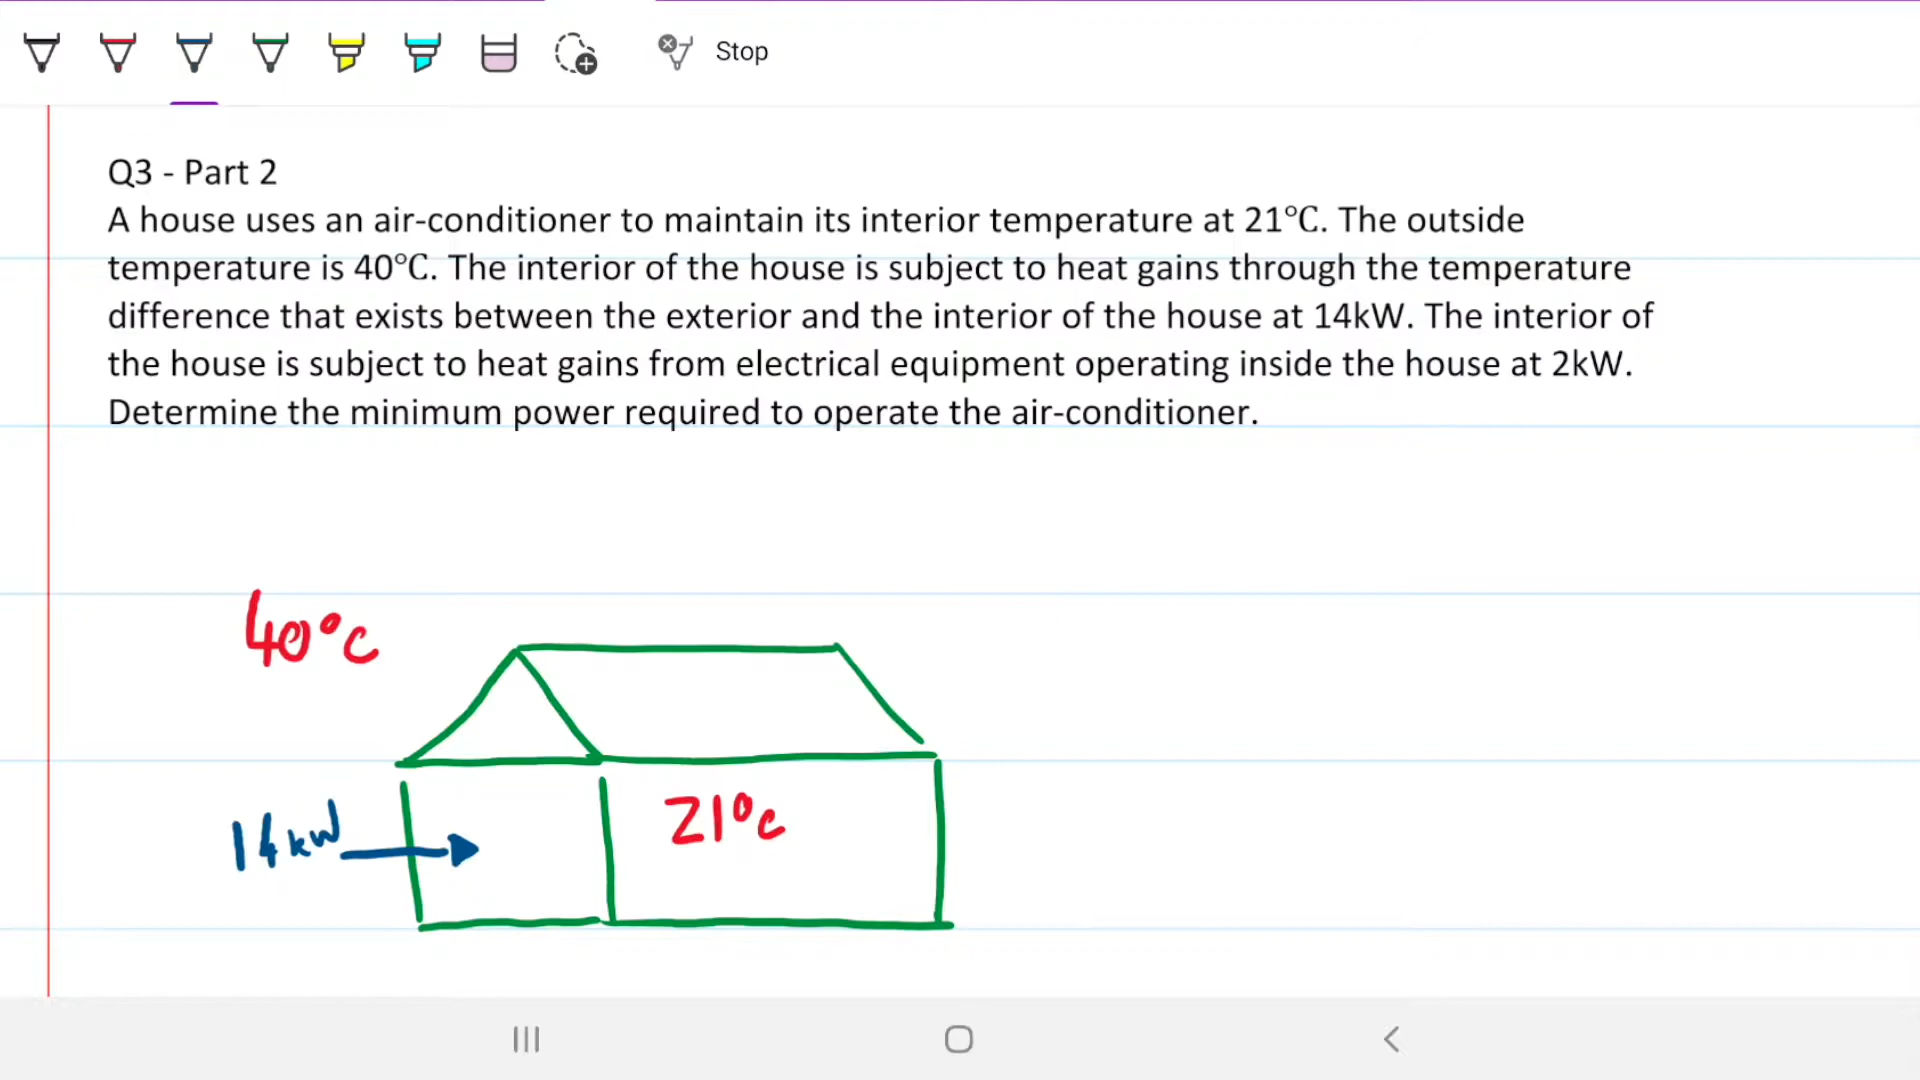 Stop
Q3 - Part 2
A house uses an air-conditioner to maintain its interior temperature at 21°C. The outside
temperature is 40°C. The interior of the house is subject to heat gains through the temperature
difference that exists between the exterior and the interior of the house at 14kW. The interior of
the house is subject to heat gains from electrical equipment operating inside the house at 2kW.
Determine the minimum power required to operate the air-conditioner.
40°C
21°C
14kW